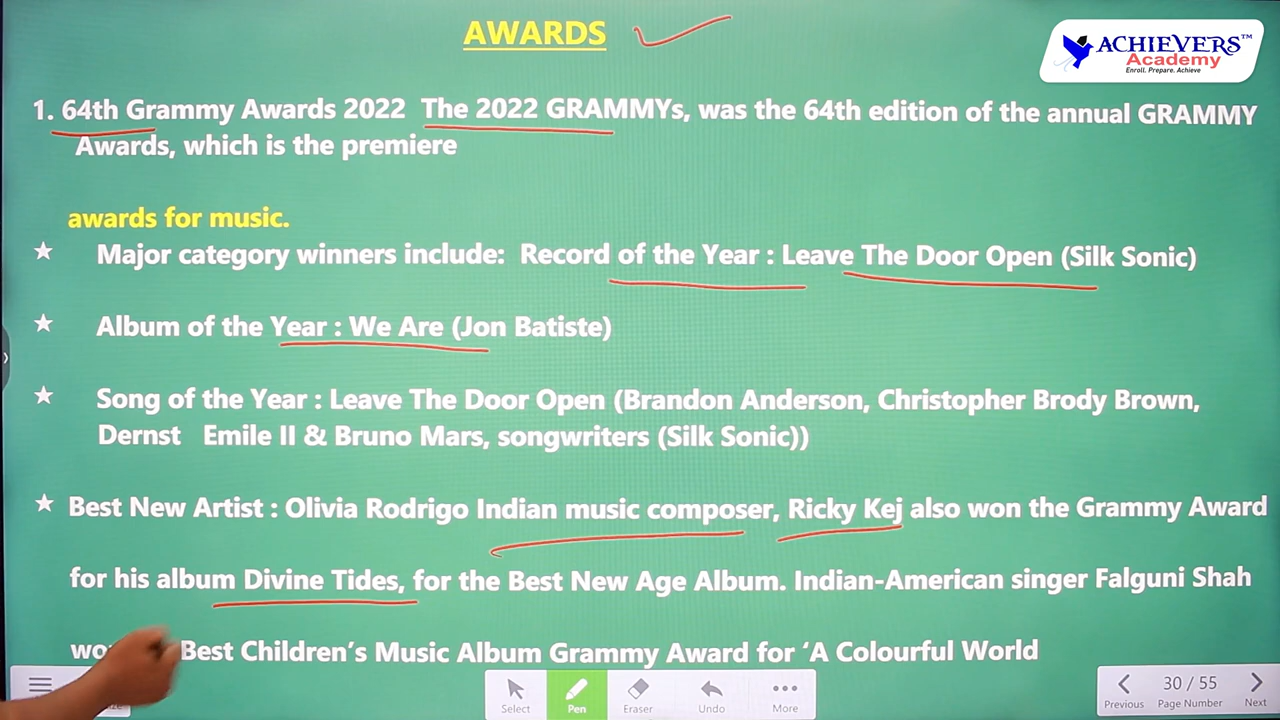 AWARDS
ACHIEVERS™
Academy
Enroll. Prepare. Achieve
1. 64th Grammy Awards 2022 The 2022 GRAMMYs, was the 64th edition of the annual GRAMMY
Awards, which is the premiere
awards for music.
★ Major category winners include: Record of the Year : Leave The Door Open (Silk Sonic)
★ Album of the Year : We Are (Jon Batiste)
★ Song of the Year : Leave The Door Open (Brandon Anderson, Christopher Brody Brown,
Dernst Emile II & Bruno Mars, songwriters (Silk Sonic))
★ Best New Artist : Olivia Rodrigo Indian music composer, Ricky Kej also won the Grammy Award
for his album Divine Tides, for the Best New Age Album. Indian-American singer Falguni Shah
Best Children's Music Album Grammy Award for ‘A Colourful World
Select Pen Eraser Undo More
30 / 55
Previous Page Number Next